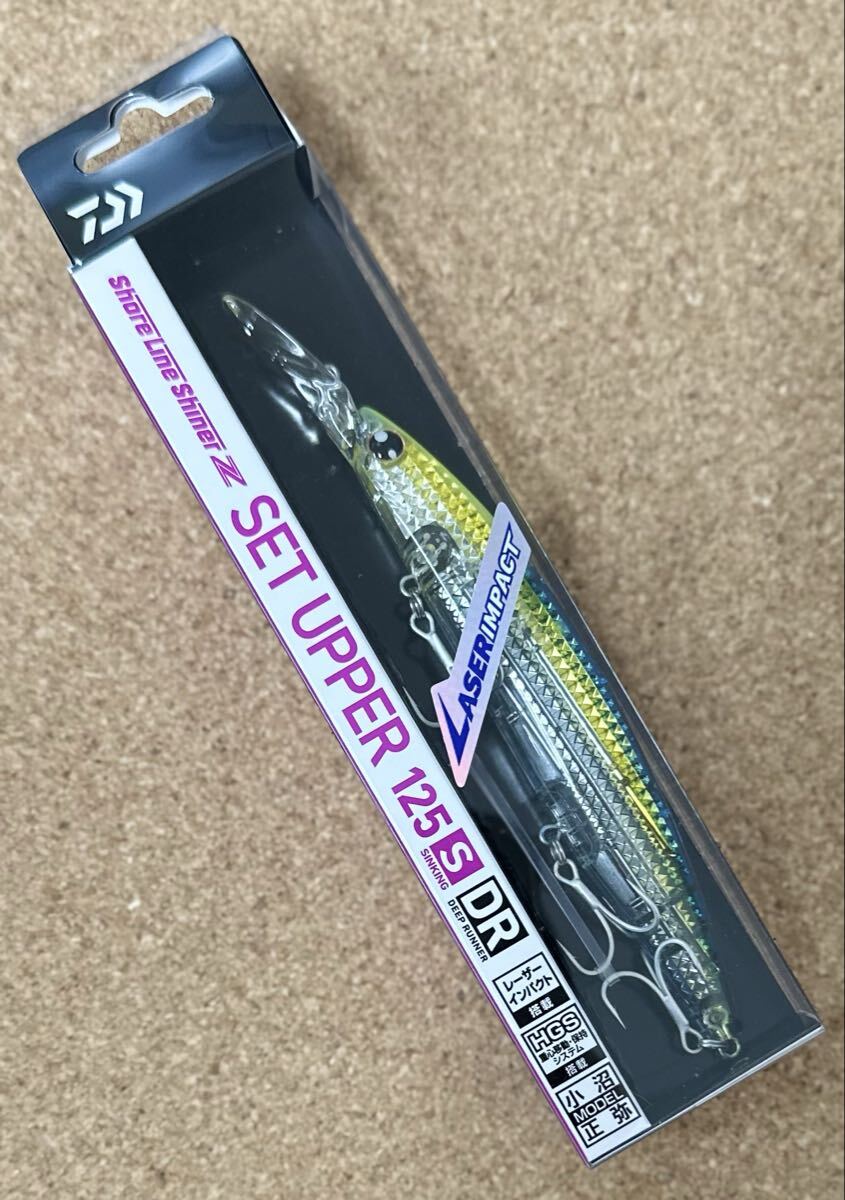 Shore Line Shiner Z
SET UPPER 125 S DR
SINKING
DEEP RUNNER
LASERIMPACT
レーザー
インパクト
搭載
HGS
重心移動・保持
システム
搭載
小沼
MODEL
正弥